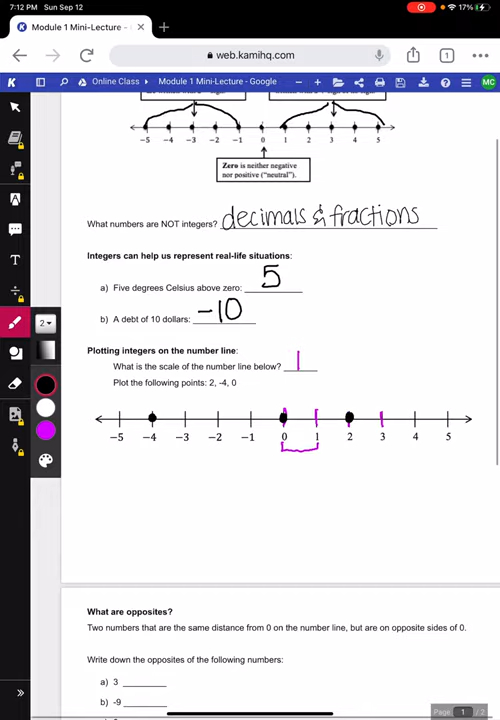 7:12 PM Sun Sep 12
17%
Module 1 Mini-Lecture
web.kamihq.com
1
K
Online Class
Module 1 Mini-Lecture - Google
MC
-5 -4 -3 -2 -1 0 1 2 3 4 5
Zero is neither negative
nor positive ("neutral").
What numbers are NOT integers? decimals & fractions
Integers can help us represent real-life situations:
a) Five degrees Celsius above zero: 5
b) A debt of 10 dollars: -10
Plotting integers on the number line:
What is the scale of the number line below? 1
Plot the following points: 2, -4, 0
-5 -4 -3 -2 -1 0 1 2 3 4 5
What are opposites?
Two numbers that are the same distance from 0 on the number line, but are on opposite sides of 0.
Write down the opposites of the following numbers:
a) 3
b) -9
Page 1 / 2
2
T